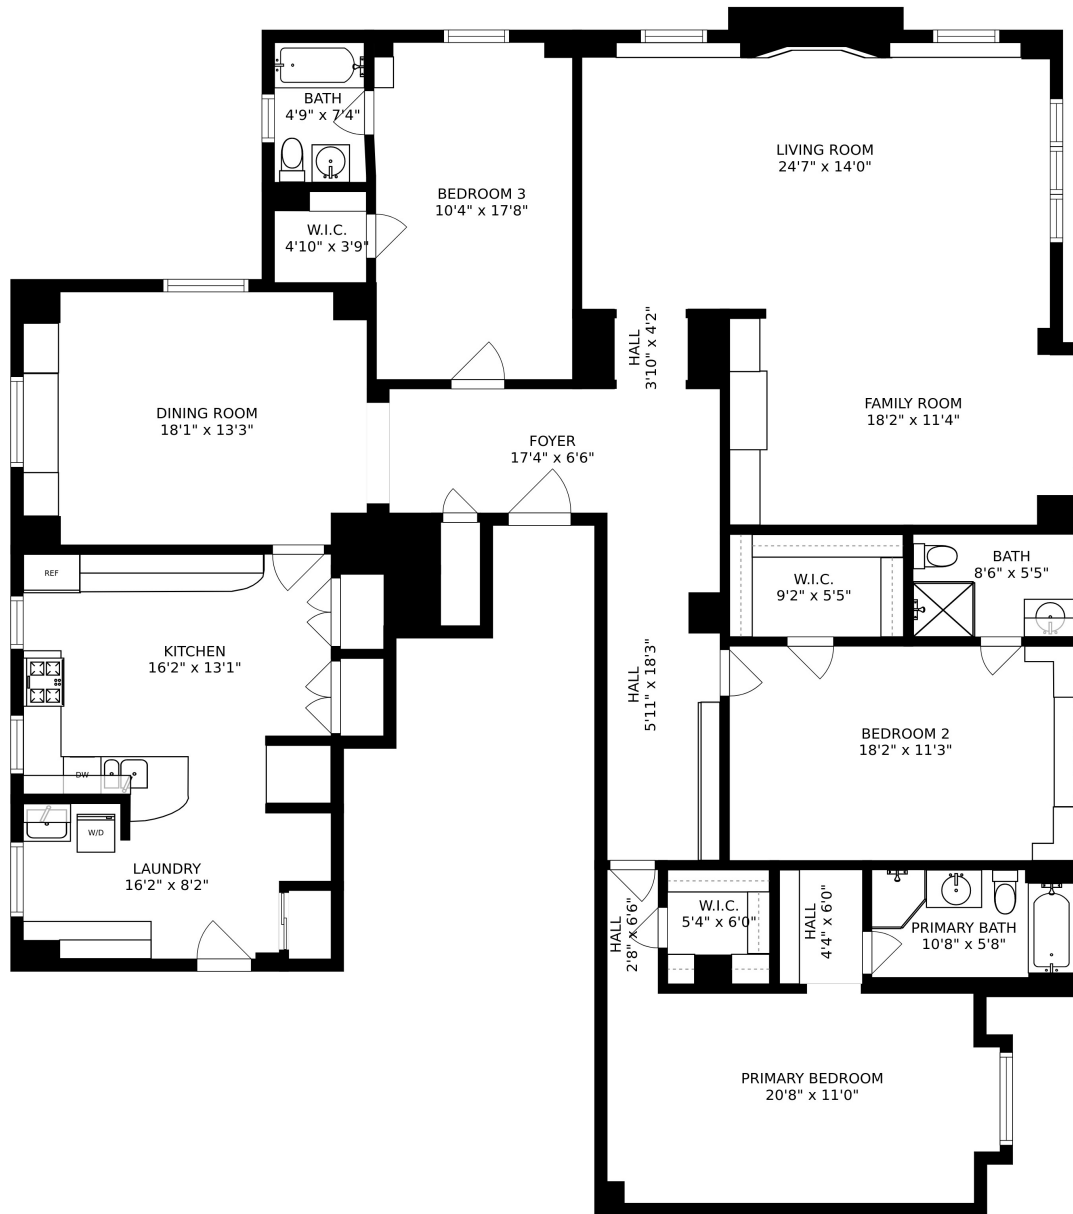 BATH
4'9" x 7'4"
BEDROOM 3
10'4" x 17'8"
LIVING ROOM
24'7" x 14'0"
W.I.C.
4'10" x 3'9"
HALL
3'10" x 4'2"
DINING ROOM
18'1" x 13'3"
FOYER
17'4" x 6'6"
FAMILY ROOM
18'2" x 11'4"
REF
W.I.C.
9'2" x 5'5"
BATH
8'6" x 5'5"
KITCHEN
16'2" x 13'1"
HALL
5'11" x 18'3"
BEDROOM 2
18'2" x 11'3"
DW
W/D
LAUNDRY
16'2" x 8'2"
HALL
2'8" x 6'6"
W.I.C.
5'4" x 6'0"
HALL
4'4" x 6'0"
PRIMARY BATH
10'8" x 5'8"
PRIMARY BEDROOM
20'8" x 11'0"